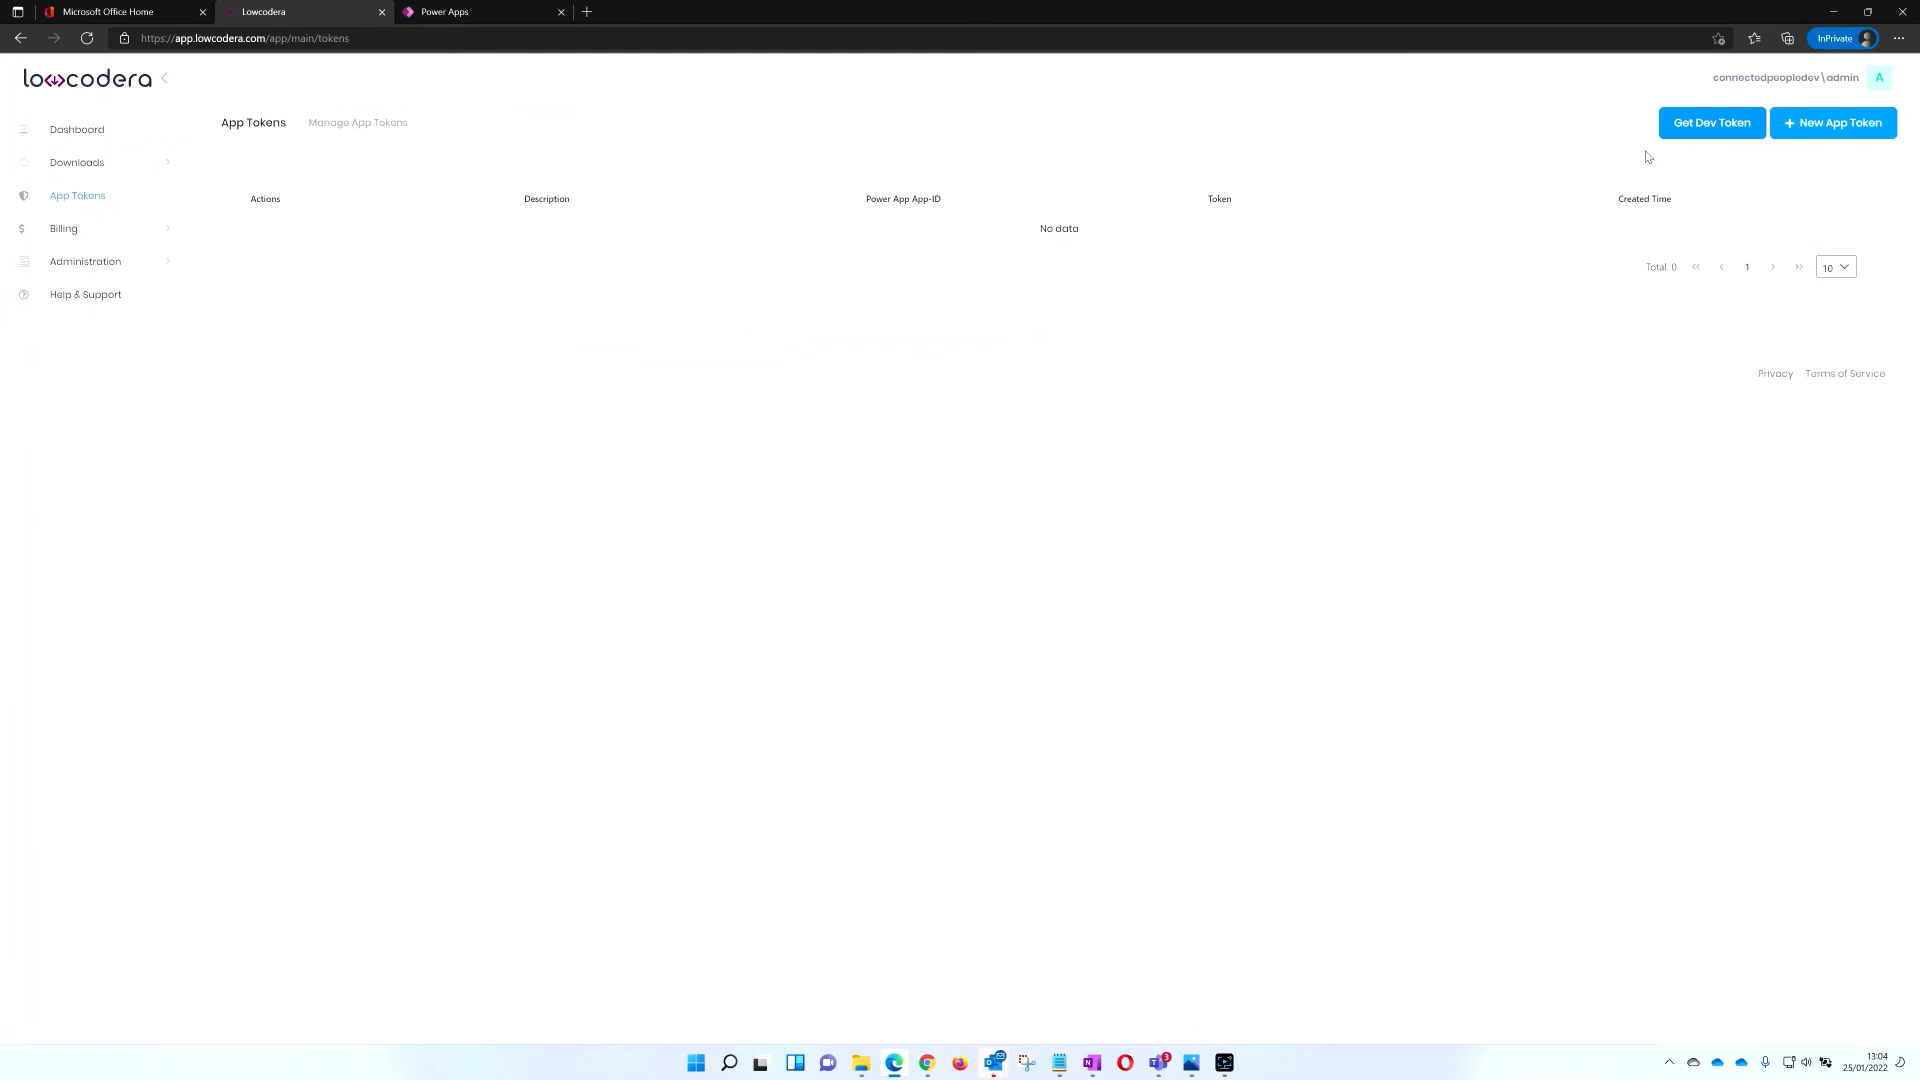 Microsoft Office Home
Lowcodera
Power Apps
https://app.lowcodera.com/app/main/tokens
InPrivate
lowcodera
connectedpeopledev\admin
A
Dashboard
Downloads
App Tokens
Billing
Administration
Help & Support
App Tokens Manage App Tokens
Get Dev Token
+ New App Token
Actions Description Power App App-ID Token Created Time
No data
Total: 0 << < 1 > >> 10
Privacy Terms of Service
3
13:04
25/01/2022